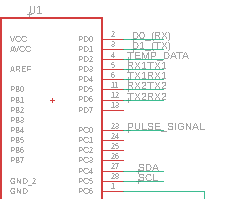 U1
VCC PD0 2 D0_(RX)
AVCC PD1 3 D1_(TX)
PD2 4 TEMP_DATA
AREF PD3 5 RX1TX1
PD4 6 TX1RX1
PB0 PD5 11 RX2TX2
PB1 PD6 12 TX2RX2
PB2 PD7 13
PB3
PB4 PC0 23 PULSE_SIGNAL
PB5 PC1 24
PB6 PC2 25
PB7 PC3 26
PC4 27 SDA
GND_2 PC5 28 SCL
GND PC6 1